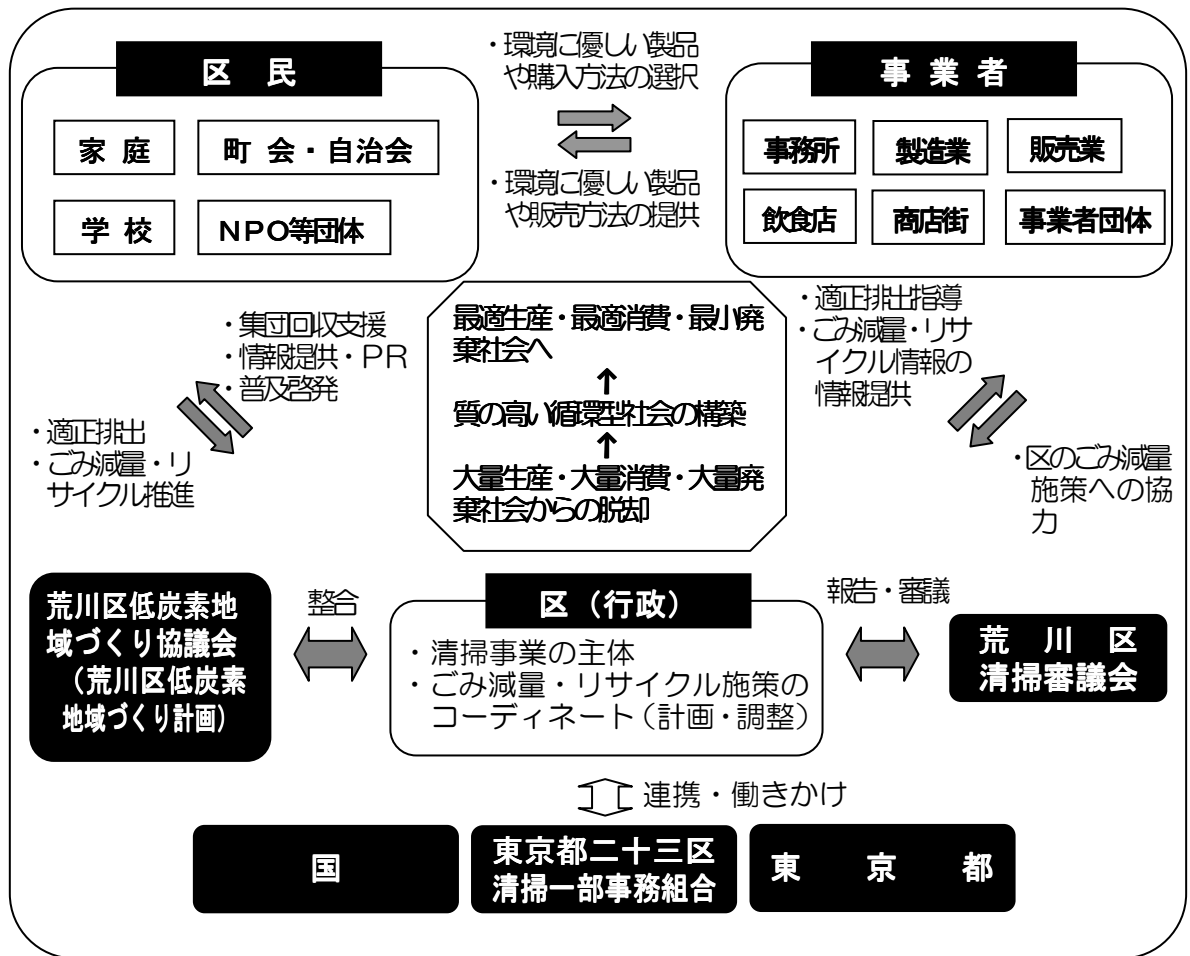 区民
家庭
町会・自治会
学校
NPO等団体
・環境に優しい製品
や購入方法の選択
・環境に優しい製品
や販売方法の提供
事業者
事務所
製造業
販売業
飲食店
商店街
事業者団体
・集団回収支援
・情報提供・PR
・普及啓発
・適正排出
・ごみ減量・リ
サイクル推進
最適生産・最適消費・最小廃
棄社会へ
↑
質の高い循環型社会の構築
↑
大量生産・大量消費・大量廃
棄社会からの脱却
・適正排出指導
・ごみ減量・リサ
イクル情報の
情報提供
・区のごみ減量
施策への協
力
荒川区低炭素地
域づくり協議会
(荒川区低炭素
地域づくり計画)
整合
区(行政)
・清掃事業の主体
・ごみ減量・リサイクル施策の
コーディネート(計画・調整)
報告・審議
荒川区
清掃審議会
連携・働きかけ
国
東京都二十三区
清掃一部事務組合
東京都